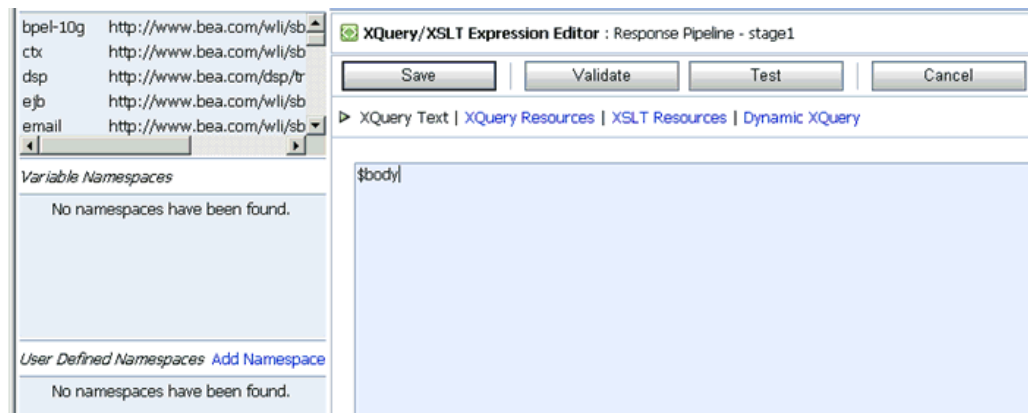 bpel-10g http://www.bea.com/wli/sb
ctx http://www.bea.com/wli/sb
dsp http://www.bea.com/dsp/tr
ejb http://www.bea.com/wli/sb
email http://www.bea.com/wli/sb
Variable Namespaces
No namespaces have been found.
User Defined Namespaces Add Namespace
No namespaces have been found.
XQuery/XSLT Expression Editor : Response Pipeline - stage1
Save Validate Test Cancel
XQuery Text | XQuery Resources | XSLT Resources | Dynamic XQuery
$body